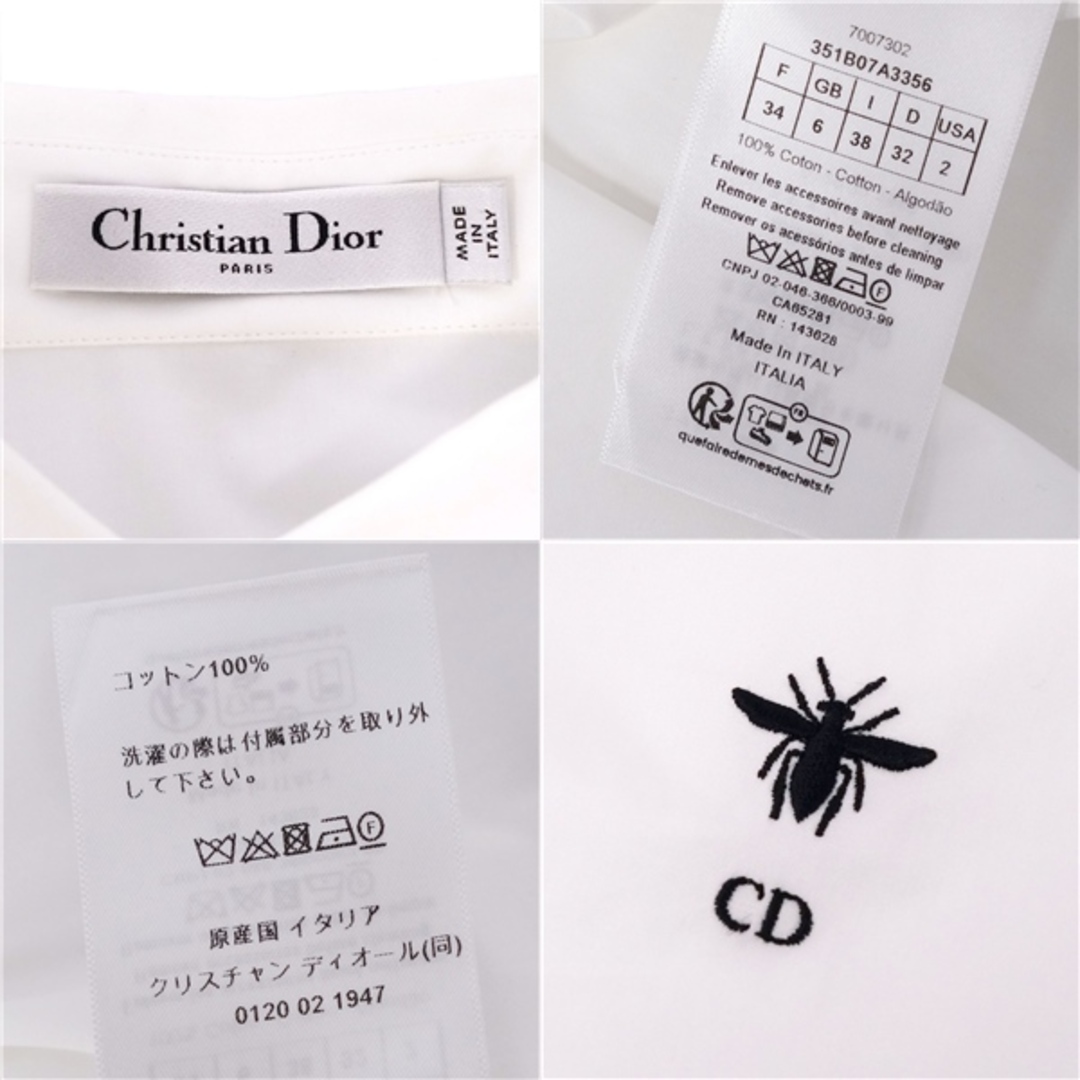 Christian Dior
PARIS
MADE
IN
ITALY
7007302
351B07A3356
F GB I D USA
34 6 38 32 2
100% Coton - Cotton - Algodão
Enlever les accessoires avant nettoyage
Remove accessories before cleaning
Remover os acessórios antes de limpar
F
CNPJ 02-046-366/0003-99
CA65281
RN : 143628
Made In ITALY
ITALIA
FR
quefairedemesdechets.fr
コットン100%
洗濯の際は付属部分を取り外
して下さい。
F
原産国 イタリア
クリスチャン ディオール(同)
0120 02 1947
CD